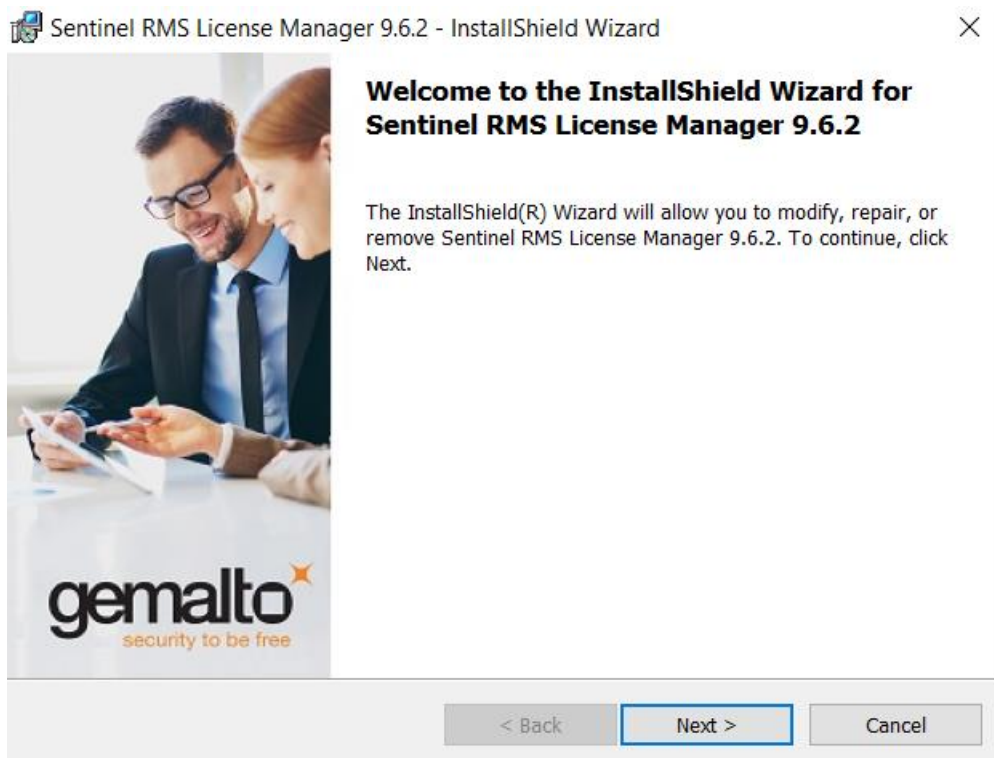 Sentinel RMS License Manager 9.6.2 - InstallShield Wizard
Welcome to the InstallShield Wizard for
Sentinel RMS License Manager 9.6.2
The InstallShield(R) Wizard will allow you to modify, repair, or
remove Sentinel RMS License Manager 9.6.2. To continue, click
Next.
gemalto
security to be free
< Back Next > Cancel